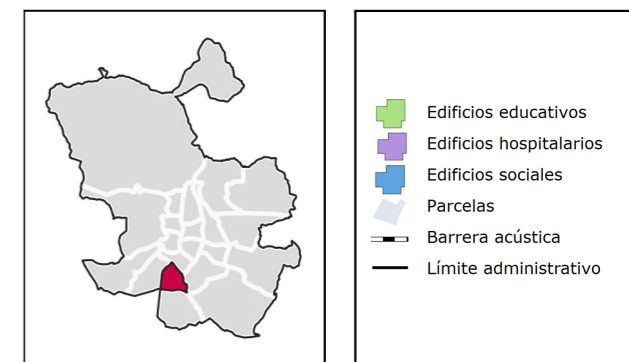 Edificios educativos
Edificios hospitalarios
Edificios sociales
Parcelas
Barrera acústica
Límite administrativo